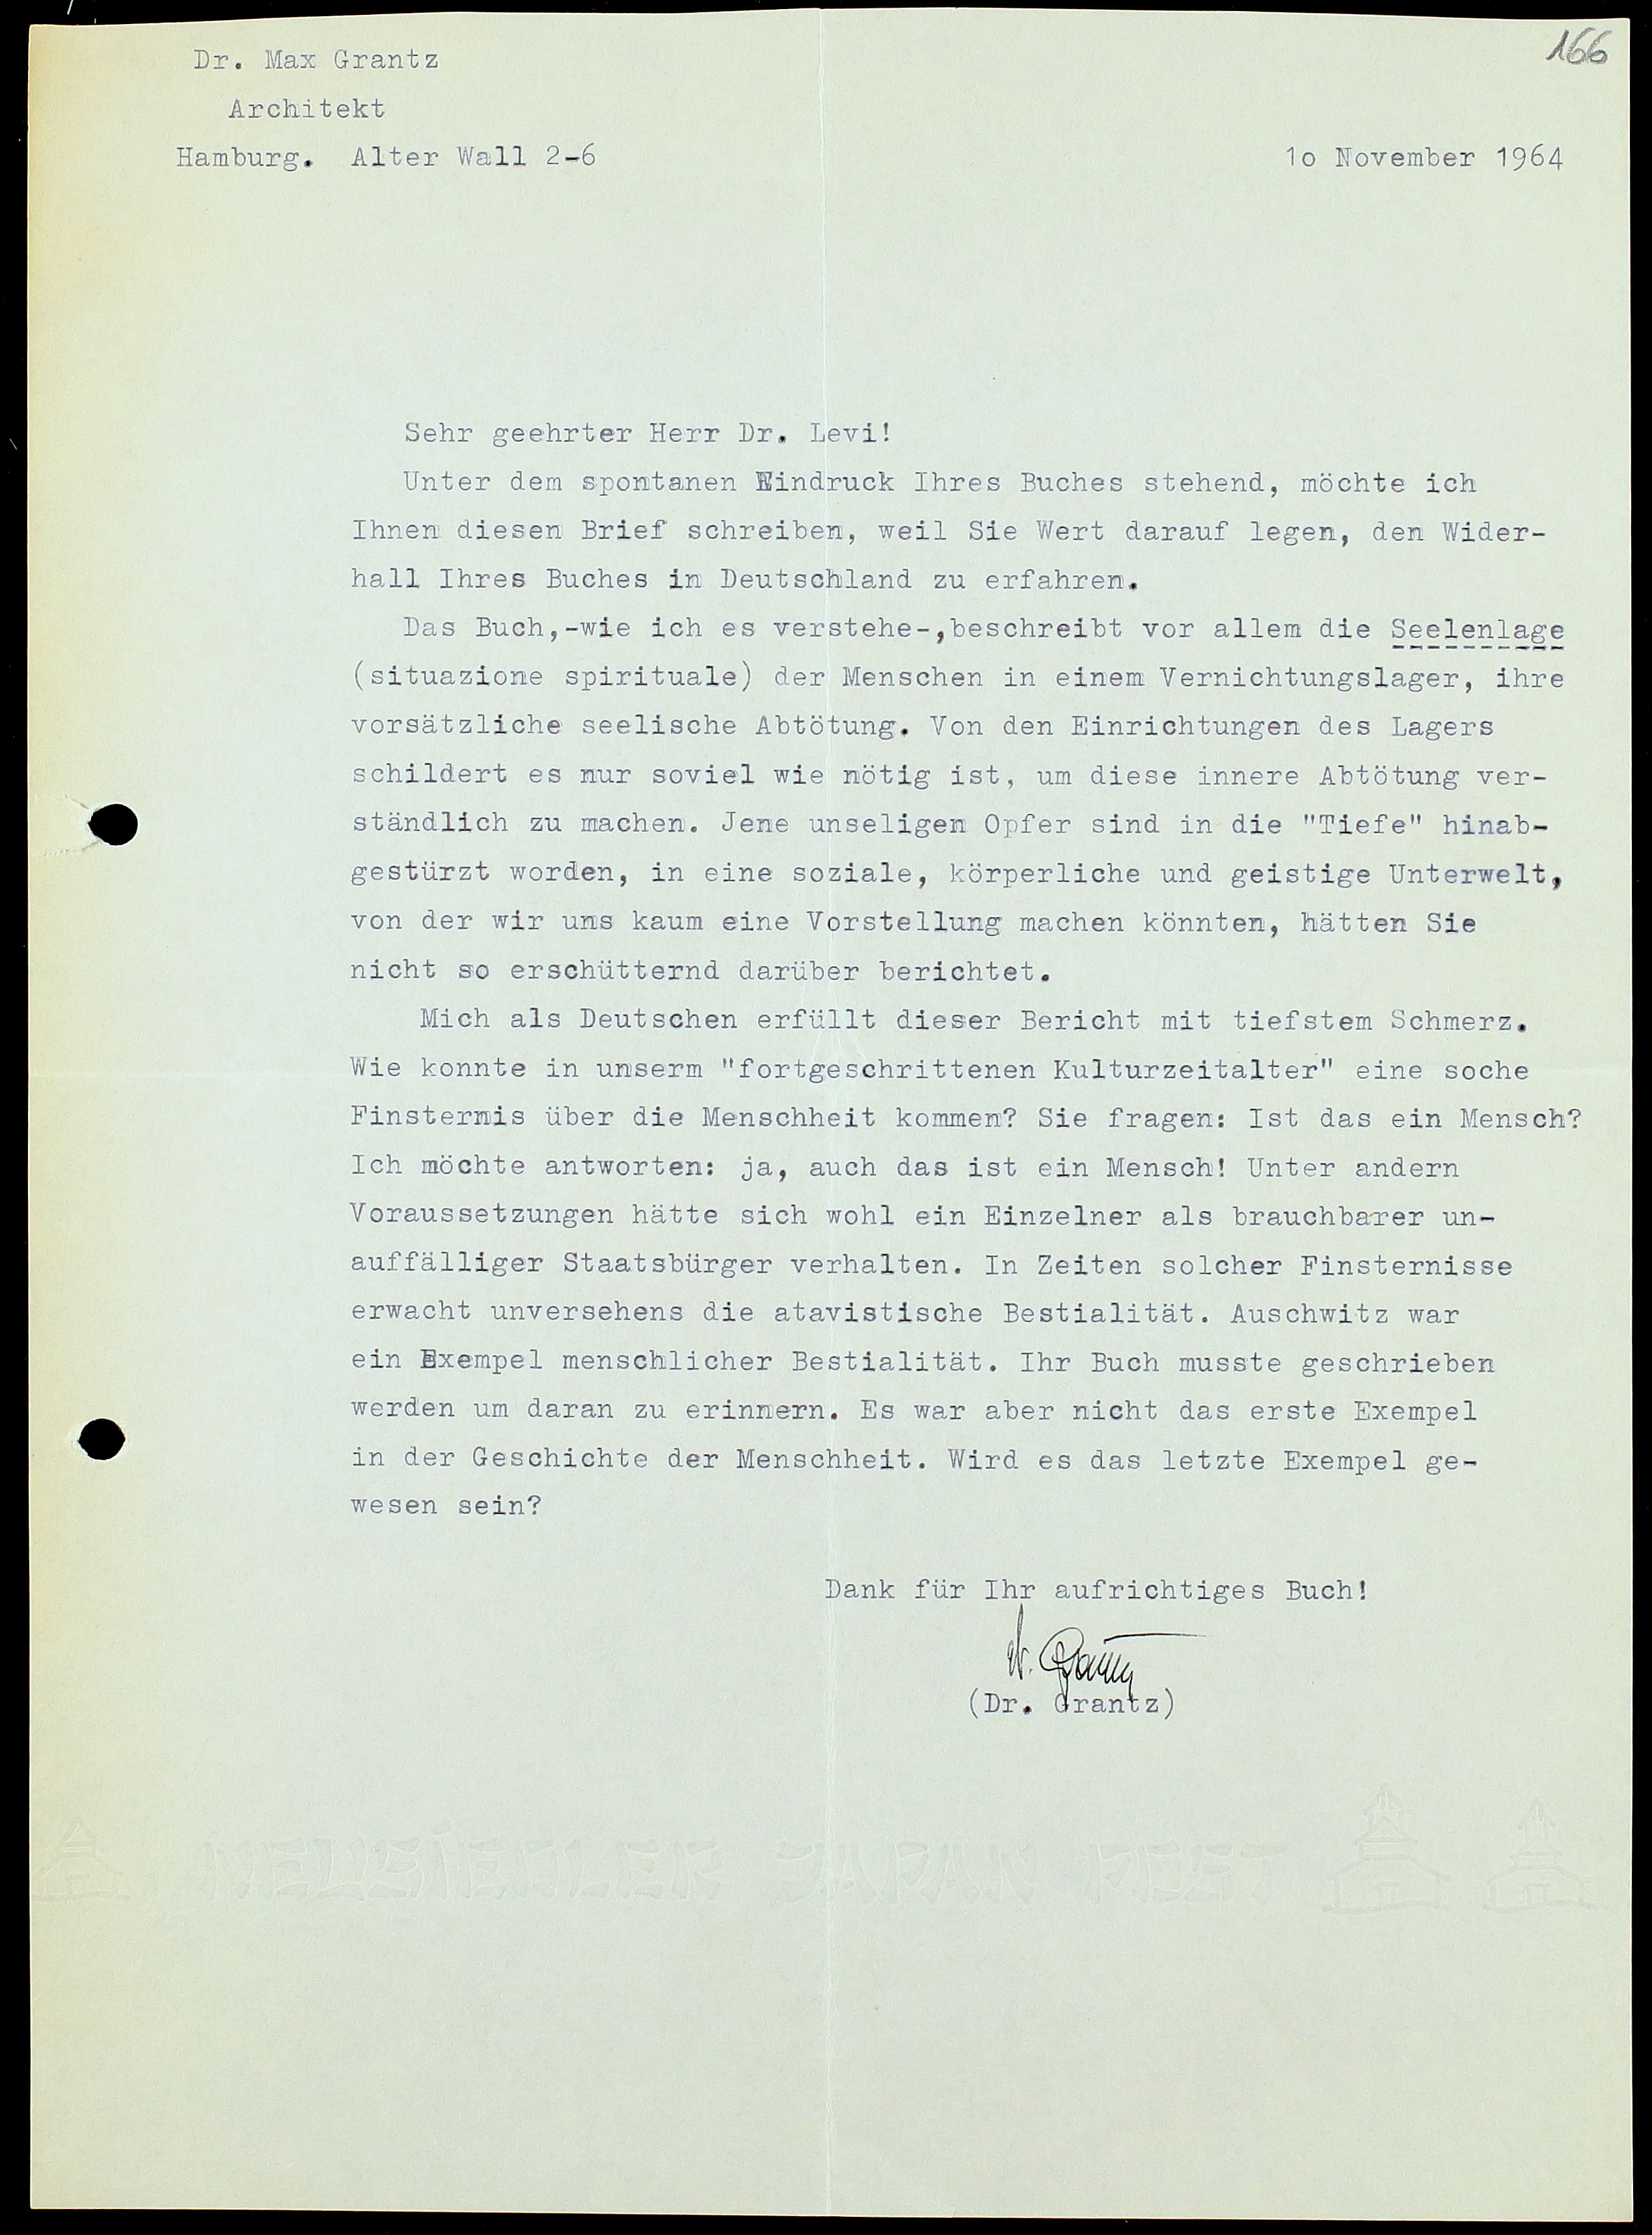 166
Dr. Max Grantz
Architekt
Hamburg. Alter Wall 2-6
1o November 1964
Sehr geehrter Herr Dr. Levi!
Unter dem spontanen Eindruck Ihres Buches stehend, möchte ich
Ihnen diesen Brief schreiben, weil Sie Wert darauf legen, den Wider-
hall Ihres Buches in Deutschland zu erfahren.
Das Buch,-wie ich es verstehe-,beschreibt vor allem die Seelenlage
(situazione spirituale) der Menschen in einem Vernichtungslager, ihre
vorsätzliche seelische Abtötung. Von den Einrichtungen des Lagers
schildert es nur soviel wie nötig ist, um diese innere Abtötung ver-
ständlich zu machen. Jene unseligen Opfer sind in die "Tiefe" hinab-
gestürzt worden, in eine soziale, körperliche und geistige Unterwelt,
von der wir uns kaum eine Vorstellung machen könnten, hätten Sie
nicht so erschütternd darüber berichtet.
Mich als Deutschen erfüllt dieser Bericht mit tiefstem Schmerz.
Wie konnte in unserm "fortgeschrittenen Kulturzeitalter" eine soche
Finsternis über die Menschheit kommen? Sie fragen: Ist das ein Mensch?
Ich möchte antworten: ja, auch das ist ein Mensch! Unter andern
Voraussetzungen hätte sich wohl ein Einzelner als brauchbarer un-
auffälliger Staatsbürger verhalten. In Zeiten solcher Finsternisse
erwacht unversehens die atavistische Bestialität. Auschwitz war
ein Exempel menschlicher Bestialität. Ihr Buch musste geschrieben
werden um daran zu erinnern. Es war aber nicht das erste Exempel
in der Geschichte der Menschheit. Wird es das letzte Exempel ge-
wesen sein?
Dank für Ihr aufrichtiges Buch!
(Dr. Grantz)
NEUSIEDLER JAPAN POST